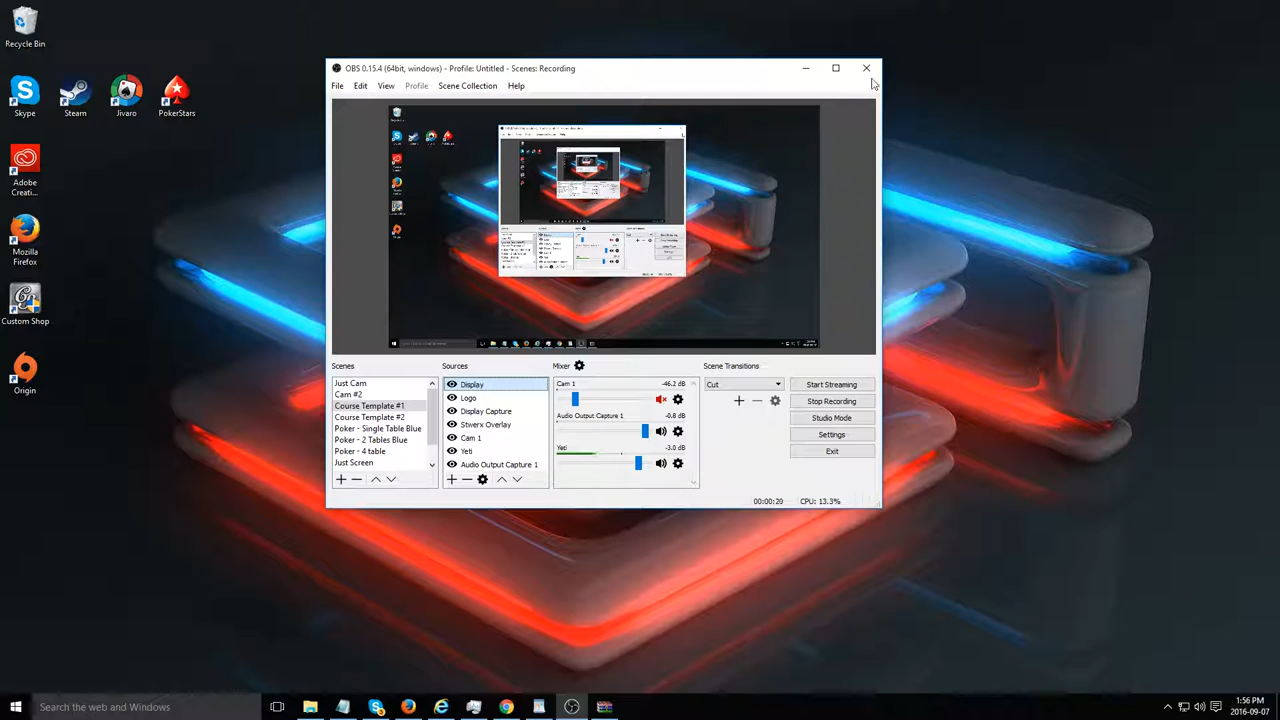 Recycle Bin
Skype
Steam
Jivaro
PokerStars
Adobe
Creati...
Mozilla
Firefox
Custom Shop
Origin
OBS 0.15.4 (64bit, windows) - Profile: Untitled - Scenes: Recording
File Edit View Profile Scene Collection Help
Scenes
Just Cam
Cam #2
Course Template #1
Course Template #2
Poker - Single Table Blue
Poker - 2 Tables Blue
Poker - 4 table
Just Screen
Sources
Display
Logo
Display Capture
Stwerx Overlay
Cam 1
Yeti
Audio Output Capture 1
Mixer
Cam 1 -46.2 dB
Audio Output Capture 1 -0.8 dB
Yeti -3.0 dB
Scene Transitions
Cut
Start Streaming
Stop Recording
Studio Mode
Settings
Exit
00:00:20 CPU: 13.3%
Search the web and Windows
1:56 PM
2016-09-07